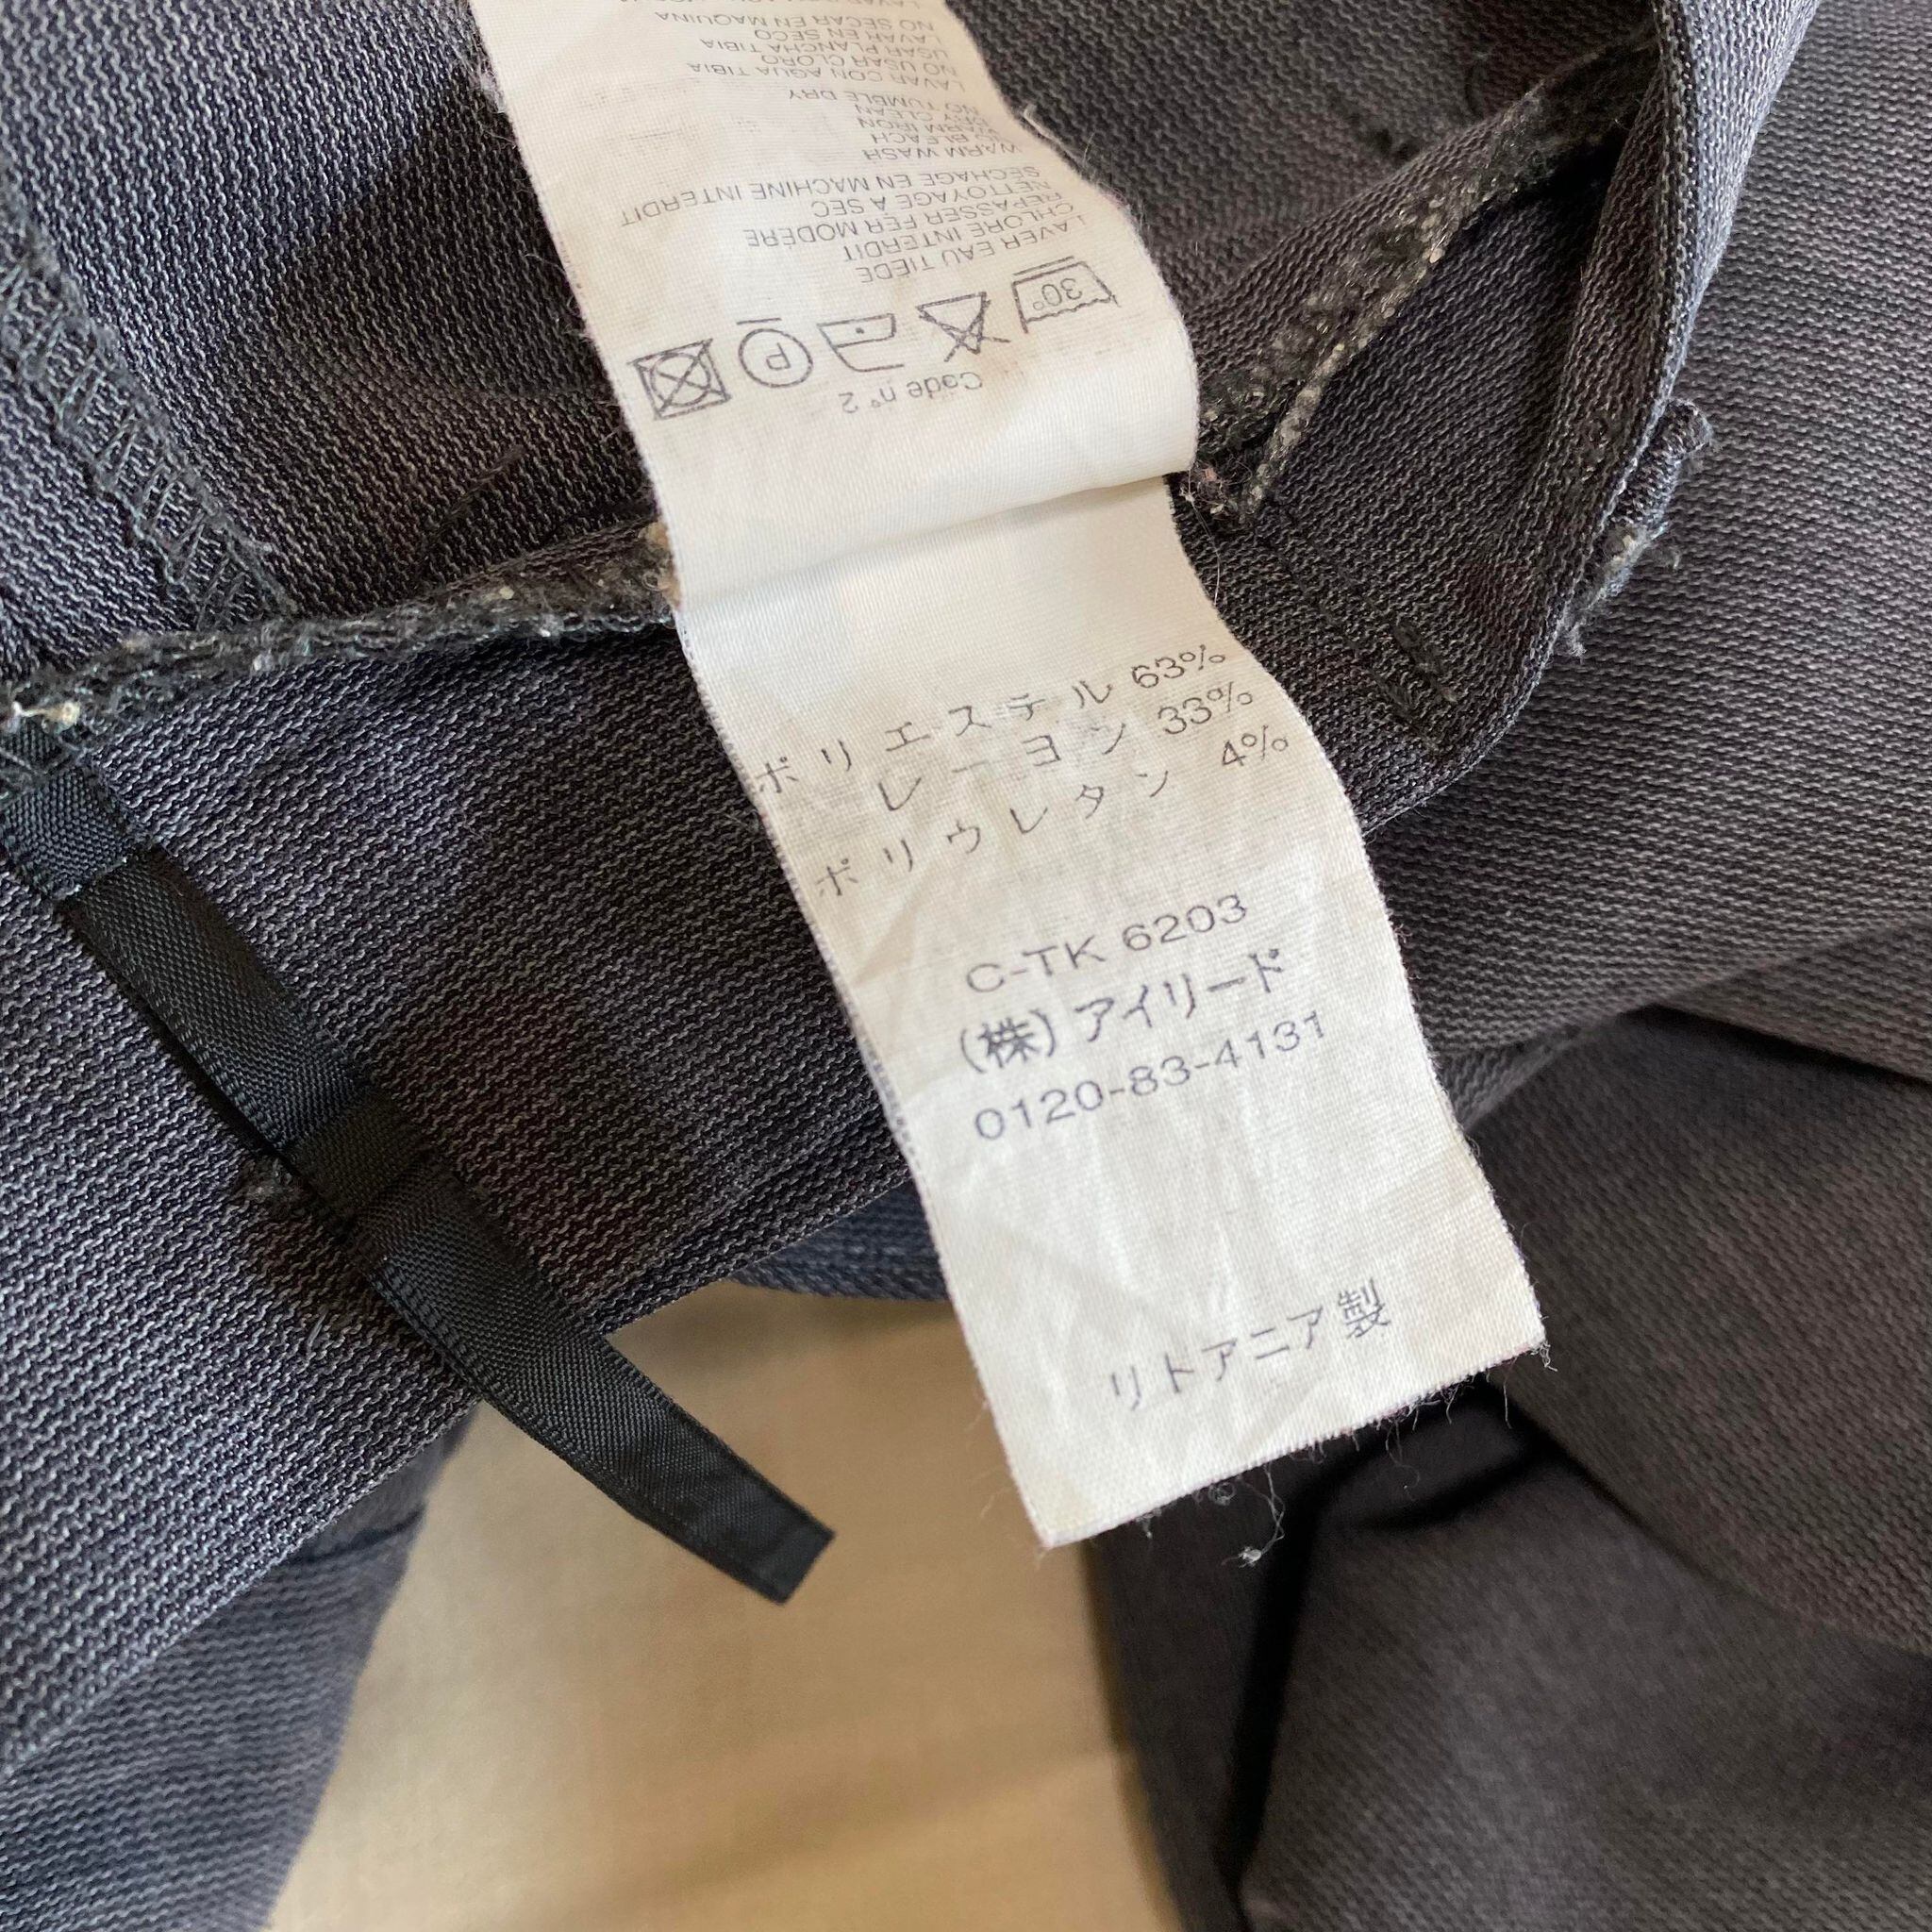 Code n° 2
30°
P
LAVER EAU TIÈDE
CHLORE INTERDIT
REPASSER FER MODÉRÉ
NETTOYAGE A SEC
SECHAGE EN MACHINE INTERDIT
WARM WASH
BLEACH
WARM IRON
DRY CLEAN
NO TUMBLE DRY
LAVAR CON AGUA TIBIA
NO USAR CLORO
USAR PLANCHA TIBIA
LAVAR EN SECO
NO SECAR EN MAQUINA
ポリエステル 63%
レーヨン 33%
ポリウレタン 4%
C-TK 6203
(株) アイリード
0120-83-4131
リトアニア製